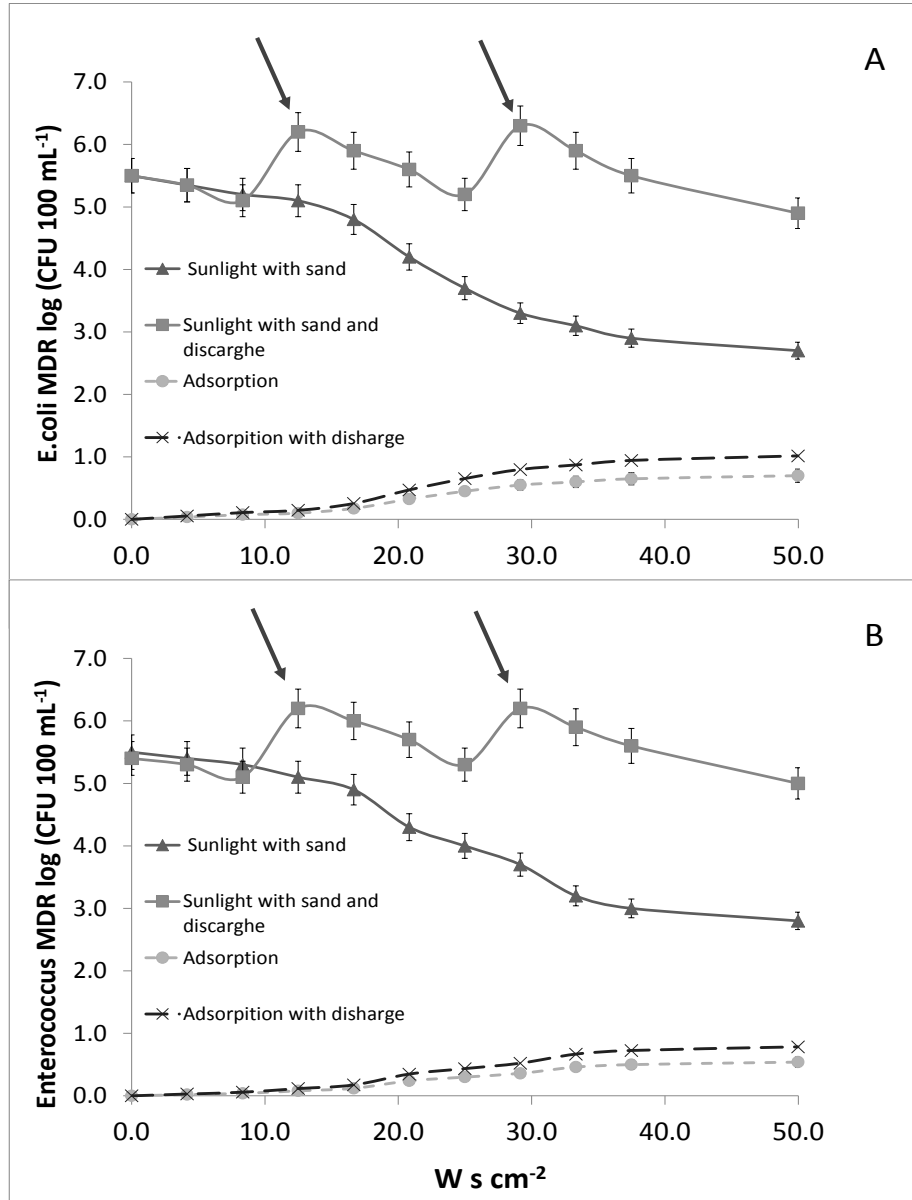 A
7.0
6.0
5.0
4.0
3.0
2.0
1.0
0.0
E.coli MDR log (CFU 100 mL⁻¹)
Sunlight with sand
Sunlight with sand and
discarghe
Adsorption
·Adsorpition with disharge
0.0 10.0 20.0 30.0 40.0 50.0
B
7.0
6.0
5.0
4.0
3.0
2.0
1.0
0.0
Enterococcus MDR log (CFU 100 mL⁻¹)
Sunlight with sand
Sunlight with sand and
discarghe
Adsorption
·Adsorpition with disharge
0.0 10.0 20.0 30.0 40.0 50.0
W s cm⁻²